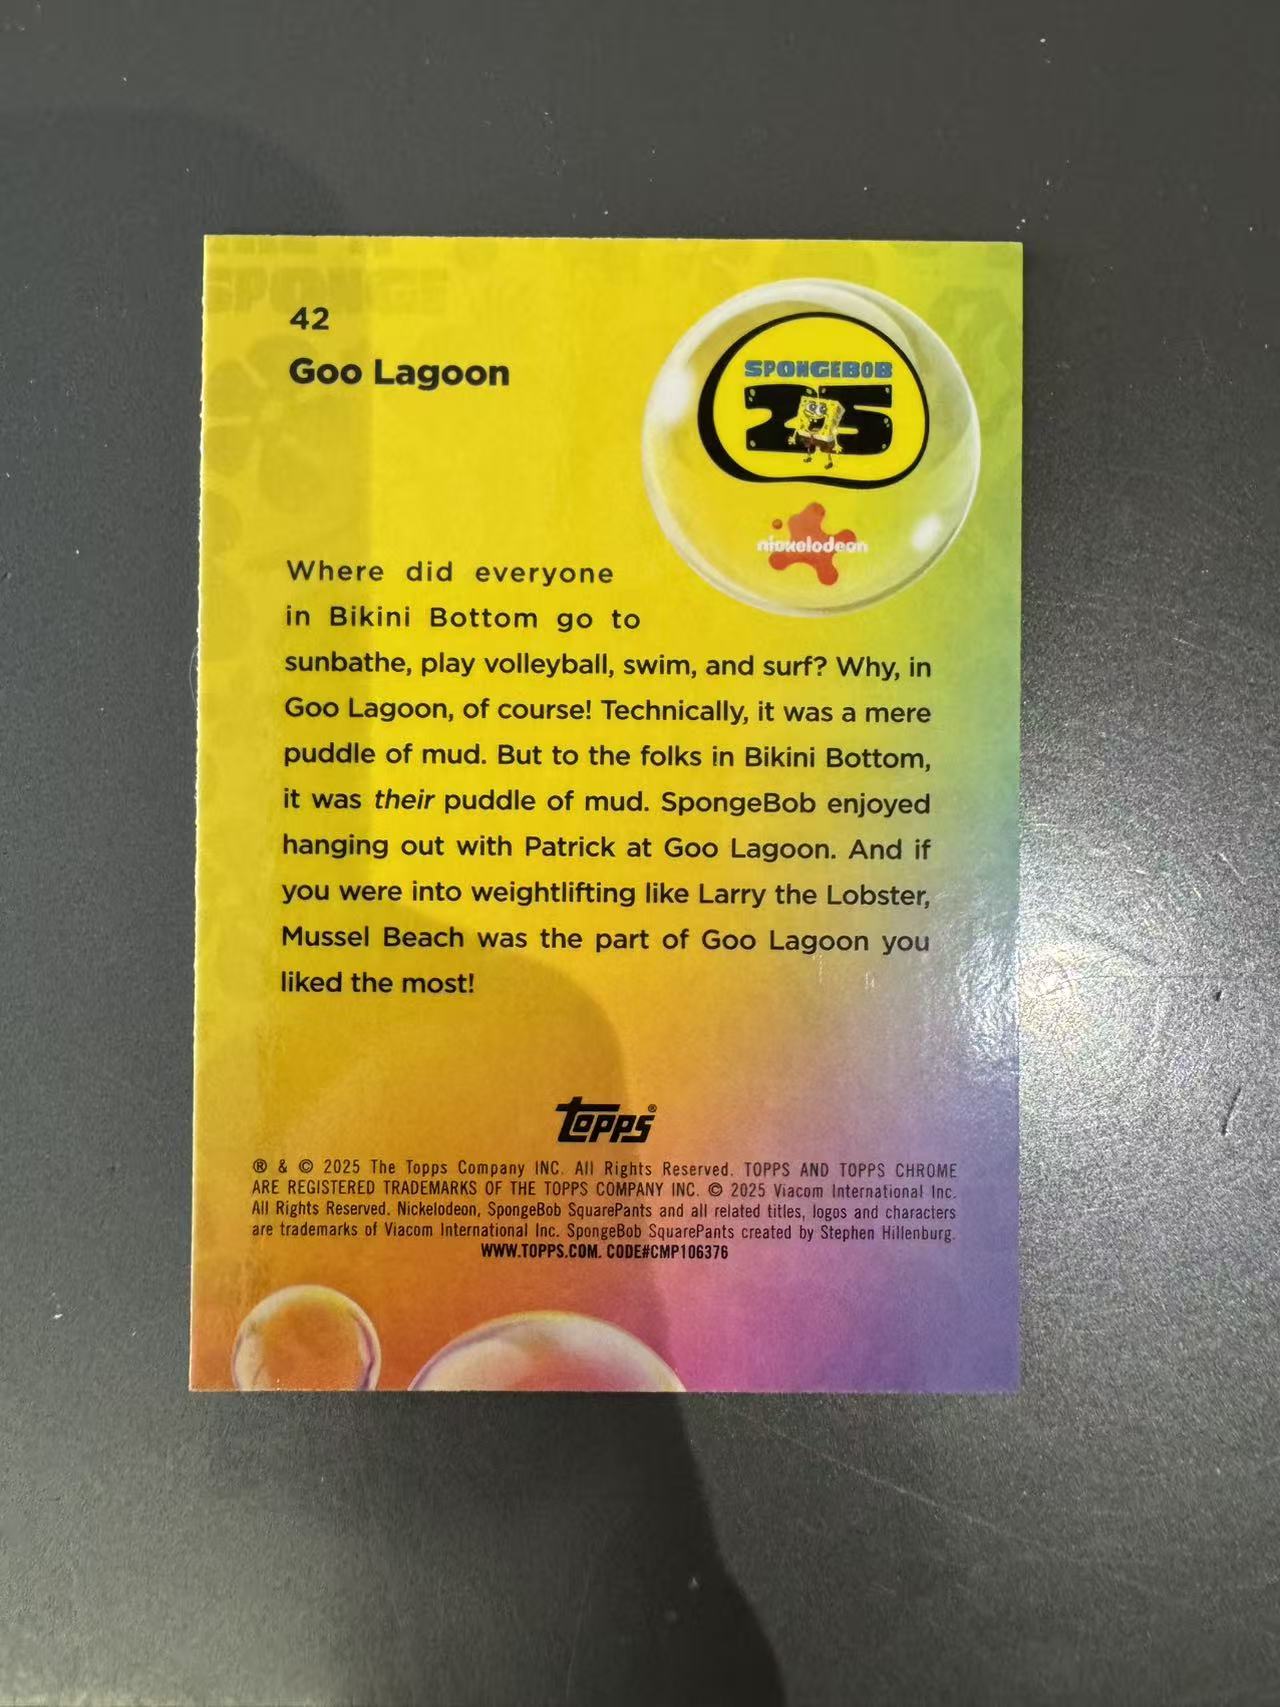 THE F
SPONGE
42
Goo Lagoon
SPONGEBOB
25
nickelodeon
Where did everyone
in Bikini Bottom go to
sunbathe, play volleyball, swim, and surf? Why, in
Goo Lagoon, of course! Technically, it was a mere
puddle of mud. But to the folks in Bikini Bottom,
it was their puddle of mud. SpongeBob enjoyed
hanging out with Patrick at Goo Lagoon. And if
you were into weightlifting like Larry the Lobster,
Mussel Beach was the part of Goo Lagoon you
liked the most!
Topps®
® & © 2025 The Topps Company INC. All Rights Reserved. TOPPS AND TOPPS CHROME
ARE REGISTERED TRADEMARKS OF THE TOPPS COMPANY INC. © 2025 Viacom International Inc.
All Rights Reserved. Nickelodeon, SpongeBob SquarePants and all related titles, logos and characters
are trademarks of Viacom International Inc. SpongeBob SquarePants created by Stephen Hillenburg.
WWW.TOPPS.COM. CODE#CMP106376